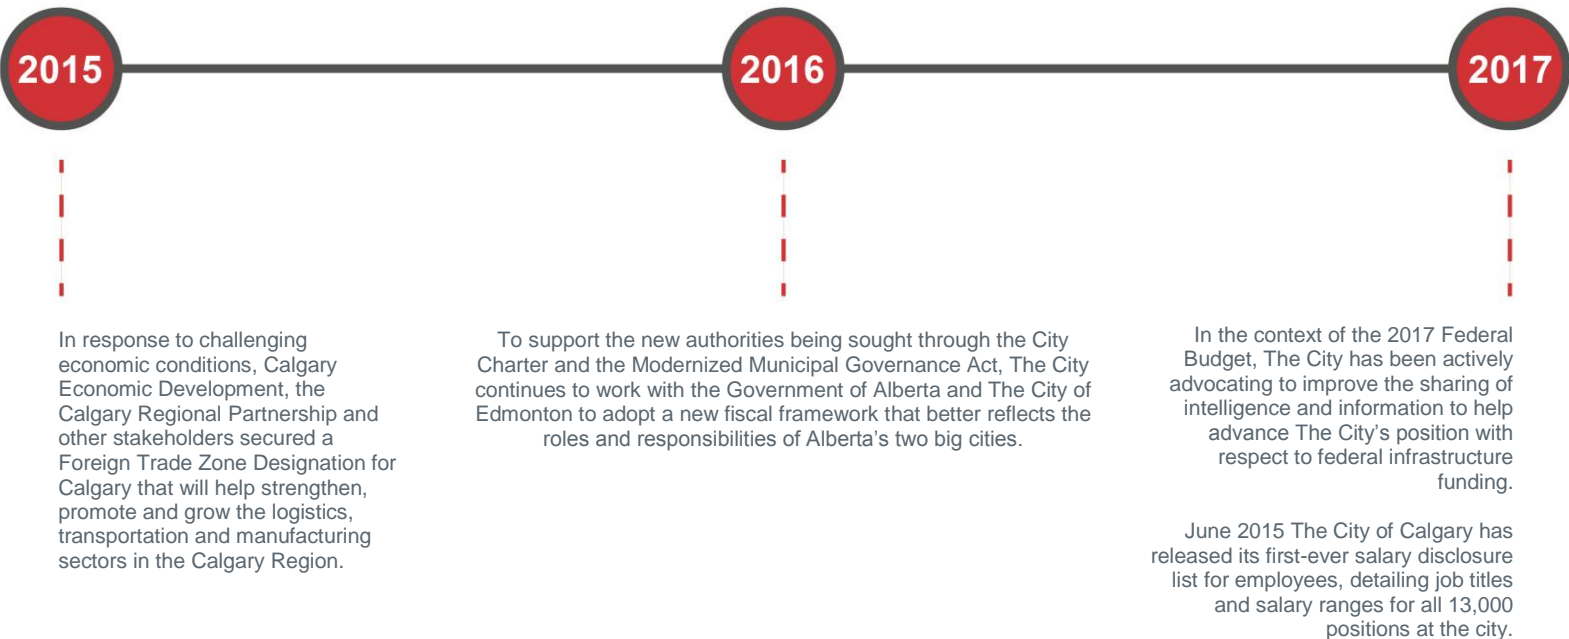 2015
2016
2017
In response to challenging
economic conditions, Calgary
Economic Development, the
Calgary Regional Partnership and
other stakeholders secured a
Foreign Trade Zone Designation for
Calgary that will help strengthen,
promote and grow the logistics,
transportation and manufacturing
sectors in the Calgary Region.
To support the new authorities being sought through the City
Charter and the Modernized Municipal Governance Act, The City
continues to work with the Government of Alberta and The City of
Edmonton to adopt a new fiscal framework that better reflects the
roles and responsibilities of Alberta’s two big cities.
In the context of the 2017 Federal
Budget, The City has been actively
advocating to improve the sharing of
intelligence and information to help
advance The City’s position with
respect to federal infrastructure
funding.
June 2015 The City of Calgary has
released its first-ever salary disclosure
list for employees, detailing job titles
and salary ranges for all 13,000
positions at the city.